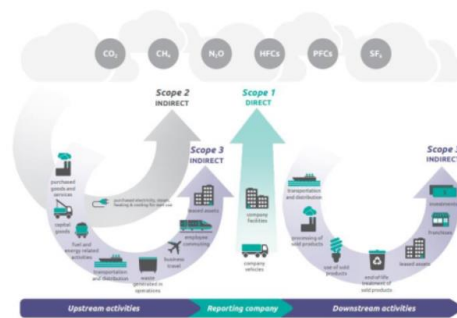 CO₂ CH₄ N₂O HFCs PFCs SF₆
Scope 2
INDIRECT
Scope 1
DIRECT
Scope 3
INDIRECT
Scope 3
INDIRECT
purchased
goods and
services
capital
goods
fuel and
energy related
activities
transportation
and distribution
waste
generated in
operations
business
travel
employee
commuting
leased assets
purchased electricity, steam,
heating & cooling for own use
company
facilities
company
vehicles
transportation
and distribution
processing of
sold products
use of sold
products
end-of-life
treatment of
sold products
leased assets
franchises
investments
Upstream activities
Reporting company
Downstream activities